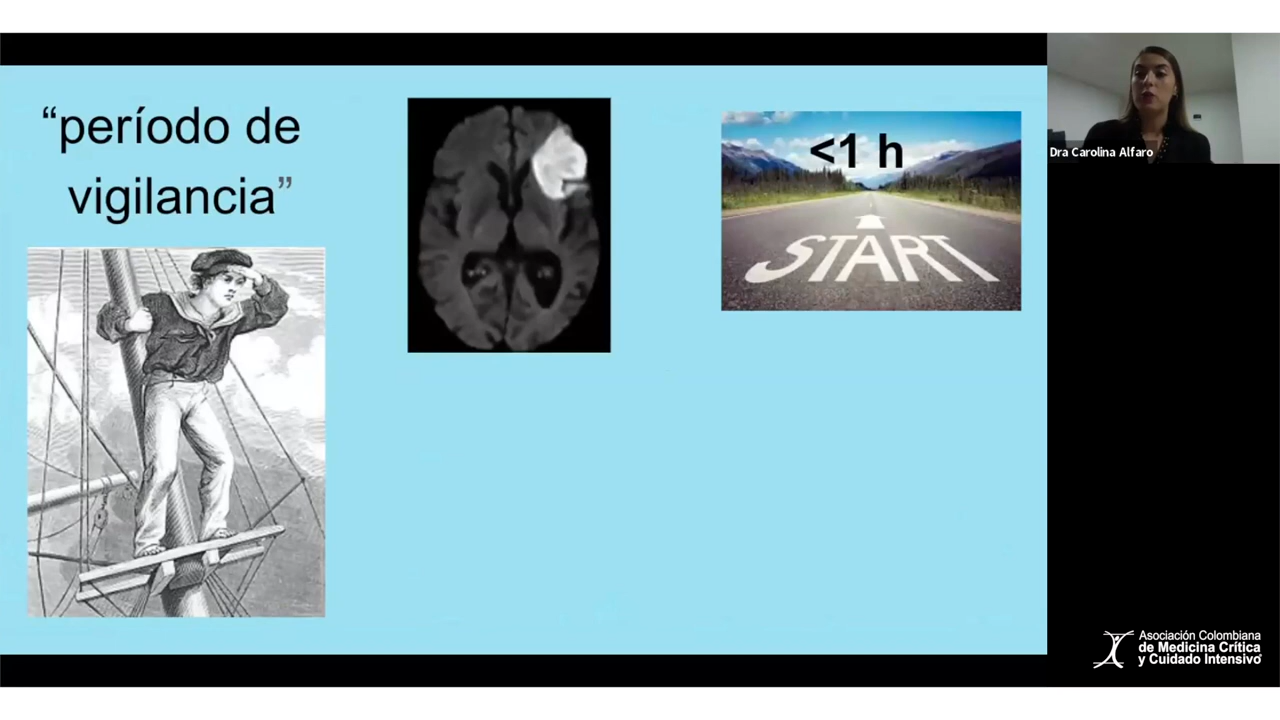 “período de
vigilancia”
<1 h
START
Dra Carolina Alfaro
Asociación Colombiana
de Medicina Crítica
y Cuidado Intensivo